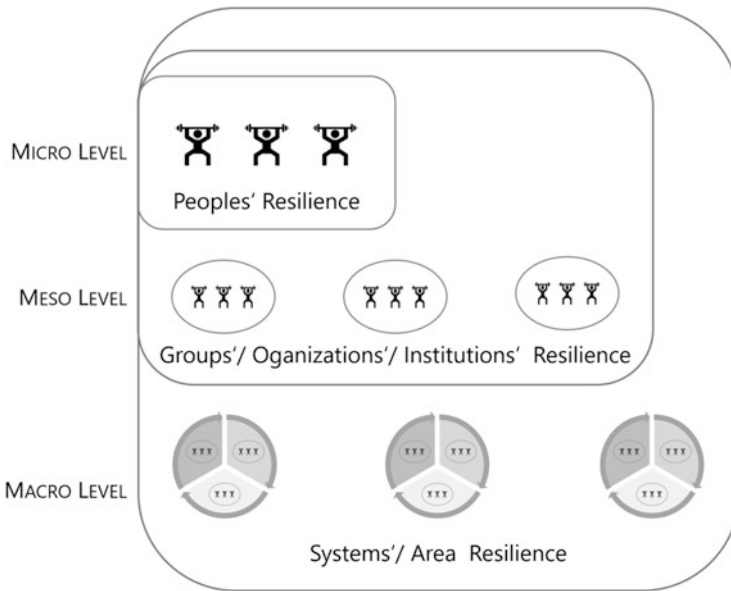 MICRO LEVEL
Peoples‘ Resilience
MESO LEVEL
Groups‘/ Oganizations‘/ Institutions‘ Resilience
MACRO LEVEL
Systems‘/ Area Resilience